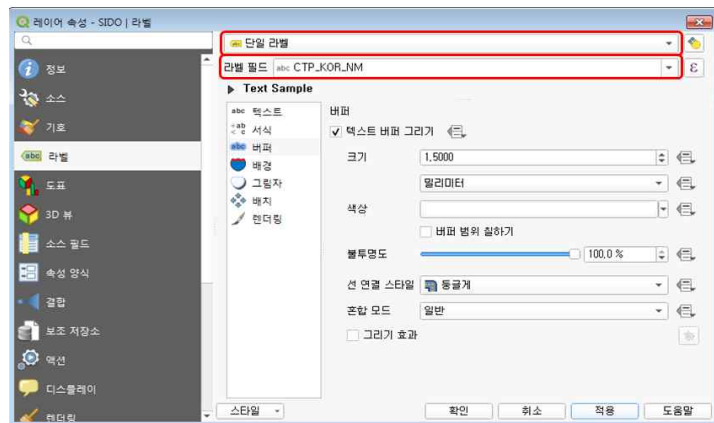 레이어 속성 - SIDO | 라벨
정보
소스
기호
abc 라벨
도표
3D 뷰
소스 필드
속성 양식
결합
보조 저장소
액션
디스플레이
렌더링
abc 단일 라벨
라벨 필드 abc CTP_KOR_NM ε
Text Sample
abc 텍스트
+ab < c 서식
abc 버퍼
배경
그림자
배치
렌더링
버퍼
텍스트 버퍼 그리기
크기 1,5000
밀리미터
색상
버퍼 범위 칠하기
불투명도 100,0 %
선 연결 스타일 둥글게
혼합 모드 일반
그리기 효과
스타일 확인 취소 적용 도움말